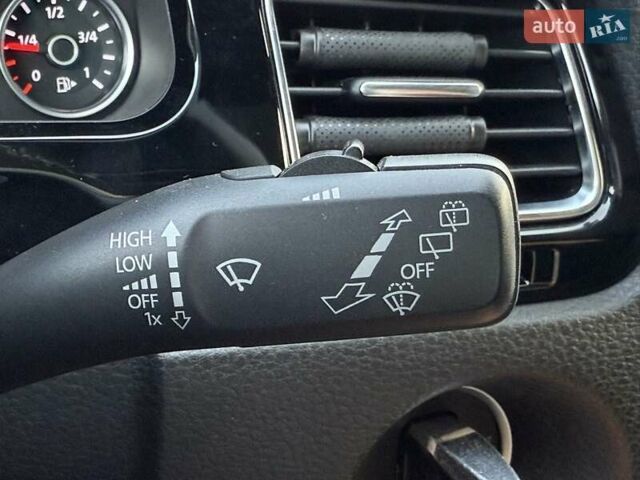 1/2
1/4
3/4
0
1
auto RIA
HIGH
LOW
OFF
1x
OFF